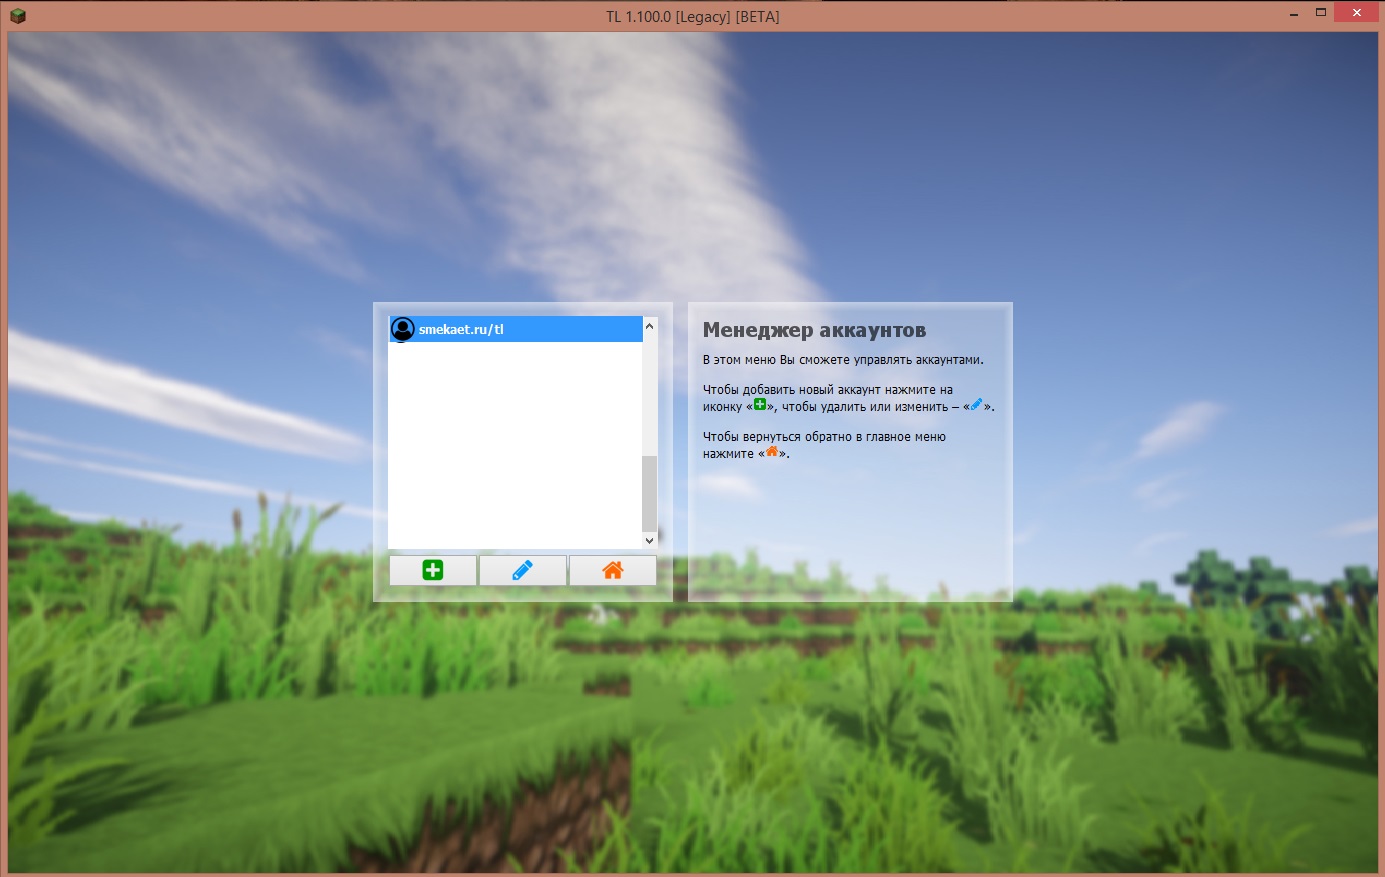 TL 1.100.0 [Legacy] [BETA]
smekaet.ru/tl
Менеджер аккаунтов
В этом меню Вы сможете управлять аккаунтами.
Чтобы добавить новый аккаунт нажмите на
иконку «», чтобы удалить или изменить – «».
Чтобы вернуться обратно в главное меню
нажмите «».